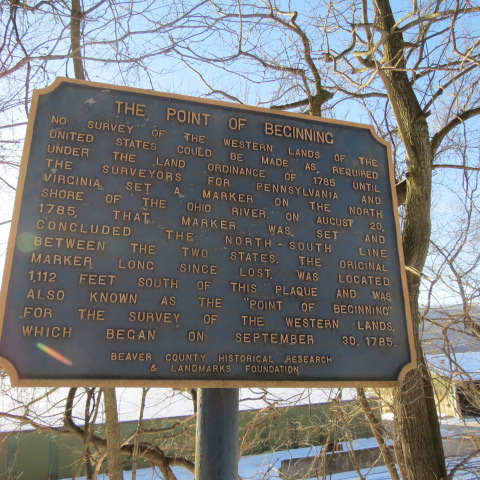 THE POINT OF BEGINNING
NO SURVEY OF THE WESTERN LANDS OF THE
UNITED STATES COULD BE MADE AS REQUIRED
UNDER THE LAND ORDINANCE OF 1785 UNTIL
THE SURVEYORS FOR PENNSYLVANIA AND
VIRGINIA SET A MARKER ON THE NORTH
SHORE OF THE OHIO RIVER ON AUGUST 20,
1785, THAT MARKER WAS SET AND
CONCLUDED THE NORTH-SOUTH LINE
BETWEEN THE TWO STATES. THE ORIGINAL
MARKER, LONG SINCE LOST, WAS LOCATED
1,112 FEET SOUTH OF THIS PLAQUE AND WAS
ALSO KNOWN AS THE "POINT OF BEGINNING"
FOR THE SURVEY OF THE WESTERN LANDS,
WHICH BEGAN ON SEPTEMBER 30, 1785.
BEAVER COUNTY HISTORICAL RESEARCH
& LANDMARKS FOUNDATION